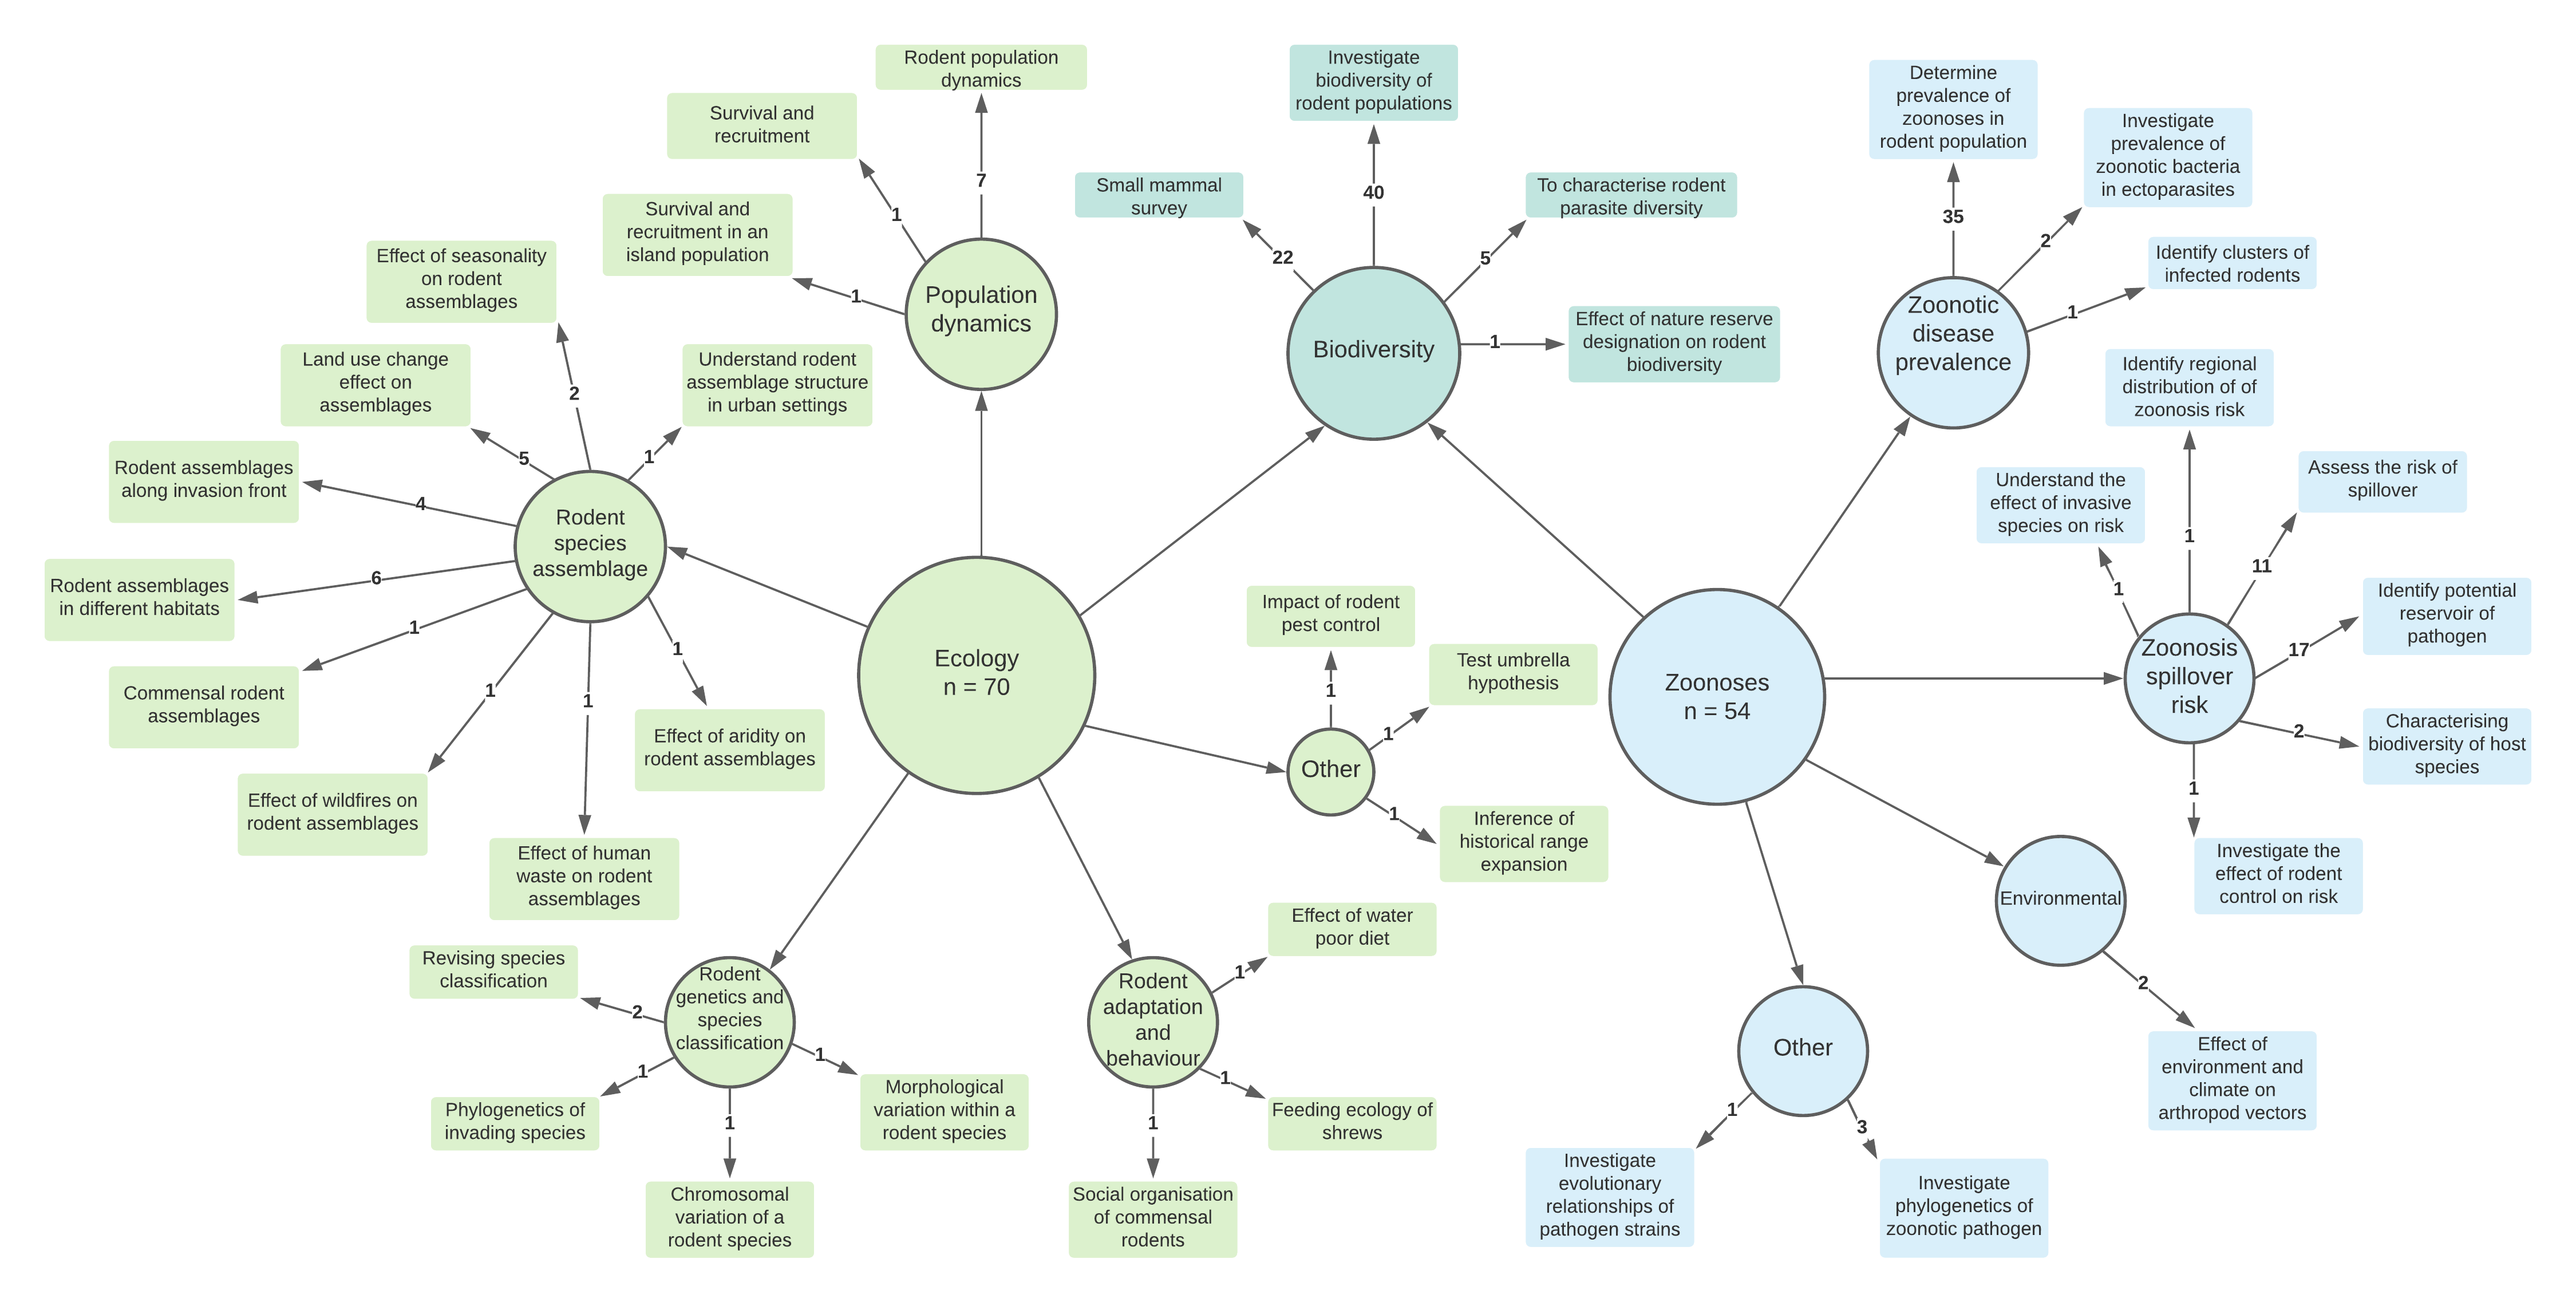 Rodent population
dynamics
7
Survival and
recruitment
1
Survival and
recruitment in an
island population
1
Population
dynamics
Effect of seasonality
on rodent
assemblages
2
Land use change
effect on
assemblages
5
Understand rodent
assemblage structure
in urban settings
1
Rodent assemblages
along invasion front
4
Rodent
species
assemblage
Rodent assemblages
in different habitats
6
Commensal rodent
assemblages
1
Effect of wildfires on
rodent assemblages
1
Effect of human
waste on rodent
assemblages
1
Effect of aridity on
rodent assemblages
1
Ecology
n = 70
Investigate
biodiversity of
rodent populations
40
Small mammal
survey
22
To characterise rodent
parasite diversity
5
Effect of nature reserve
designation on rodent
biodiversity
1
Biodiversity
Impact of rodent
pest control
1
Test umbrella
hypothesis
1
Other
Inference of
historical range
expansion
1
Revising species
classification
2
Rodent
genetics and
species
classification
Phylogenetics of
invading species
1
Chromosomal
variation of a
rodent species
1
Morphological
variation within a
rodent species
1
Effect of water
poor diet
1
Rodent
adaptation
and
behaviour
Feeding ecology of
shrews
1
Social organisation
of commensal
rodents
1
Zoonoses
n = 54
Determine
prevalence of
zoonoses in
rodent population
35
Investigate
prevalence of
zoonotic bacteria
in ectoparasites
2
Identify clusters of
infected rodents
1
Zoonotic
disease
prevalence
Identify regional
distribution of of
zoonosis risk
1
Understand the
effect of invasive
species on risk
1
Assess the risk of
spillover
11
Identify potential
reservoir of
pathogen
17
Zoonosis
spillover
risk
Characterising
biodiversity of host
species
2
Investigate the
effect of rodent
control on risk
1
Environmental
2
Effect of
environment and
climate on
arthropod vectors
Other
1
Investigate
evolutionary
relationships of
pathogen strains
3
Investigate
phylogenetics of
zoonotic pathogen